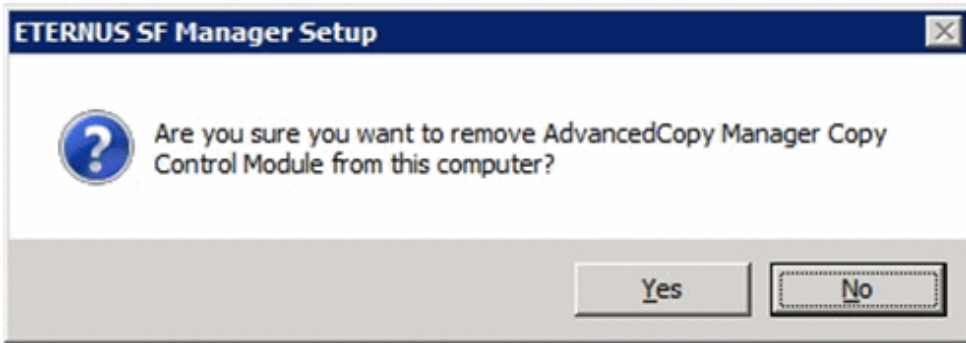 ETERNUS SF Manager Setup
Are you sure you want to remove AdvancedCopy Manager Copy
Control Module from this computer?
Yes
No